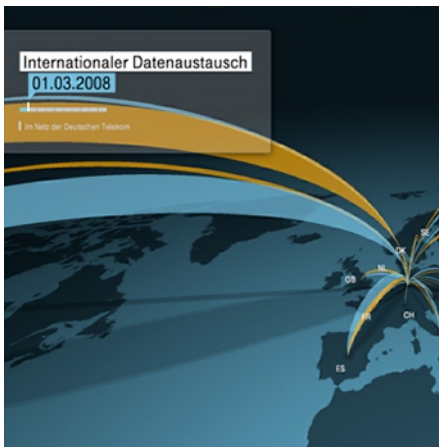 Internationaler Datenaustausch
01.03.2008
im Netz der Deutschen Telekom
SE
DK
NL
GB
FR
CH
ES